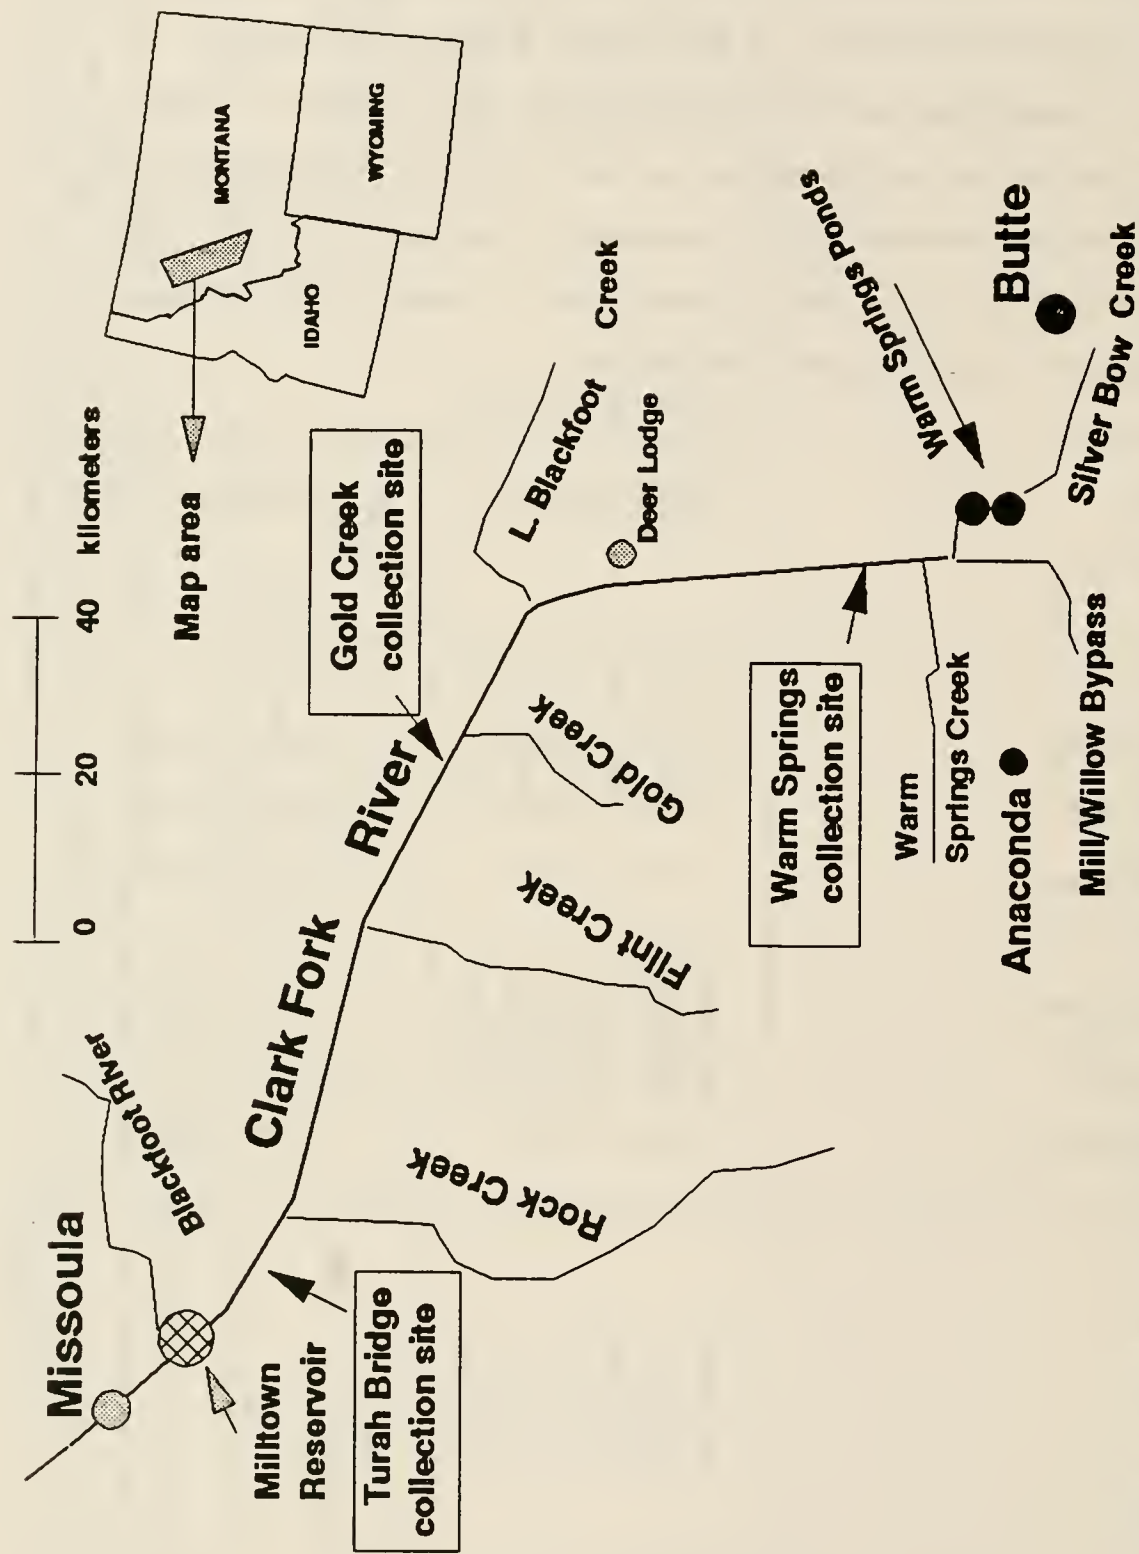 Missoula
Blackfoot River
Milltown
Reservoir
Turah Bridge
collection site
Clark Fork
River
Rock Creek
Flint Creek
Gold Creek
0
20
40
kilometers
Map area
MONTANA
IDAHO
WYOMING
Gold Creek
collection site
L. Blackfoot
Creek
Deer Lodge
Warm Springs
collection site
Warm
Springs Creek
Anaconda
Mill/Willow Bypass
Warm Springs Ponds
Butte
Silver Bow Creek